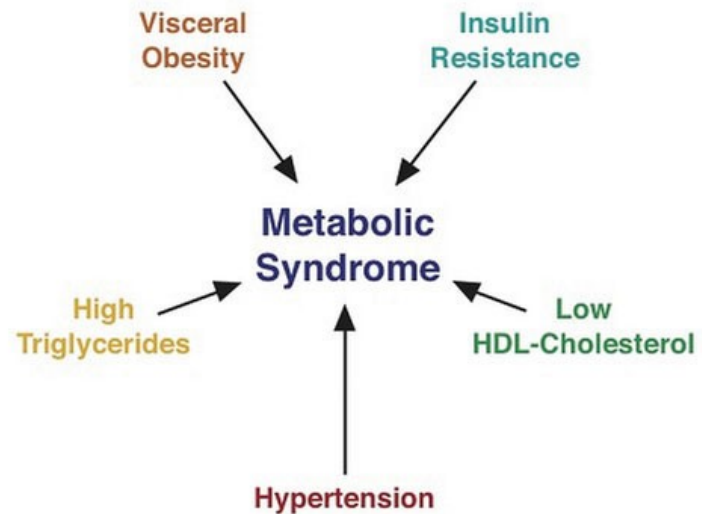 Visceral
Obesity
Insulin
Resistance
Metabolic
Syndrome
High
Triglycerides
Low
HDL-Cholesterol
Hypertension